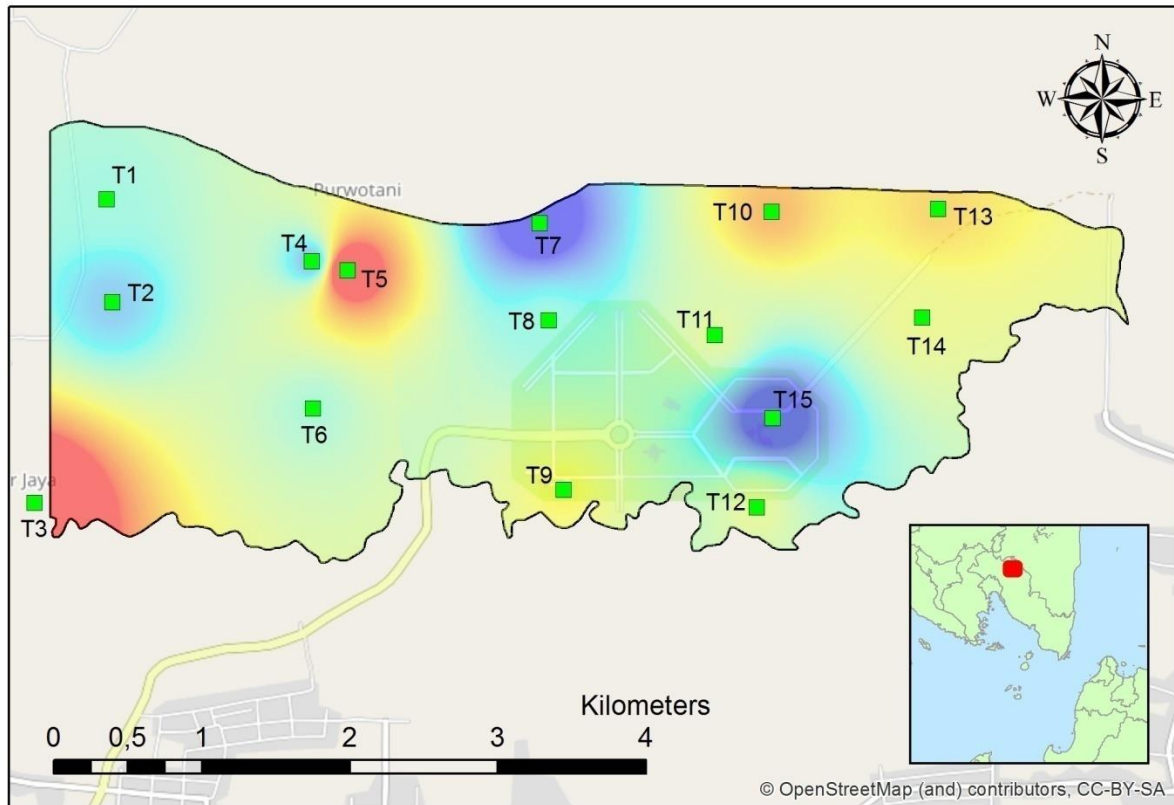 N
W E
S
T1
Purwotani
T10
T13
T7
T4
T5
T2
T8
T11
T14
T15
T6
r Jaya
T9
T3
T12
Kilometers
0 0,5 1 2 3 4
© OpenStreetMap (and) contributors, CC-BY-SA